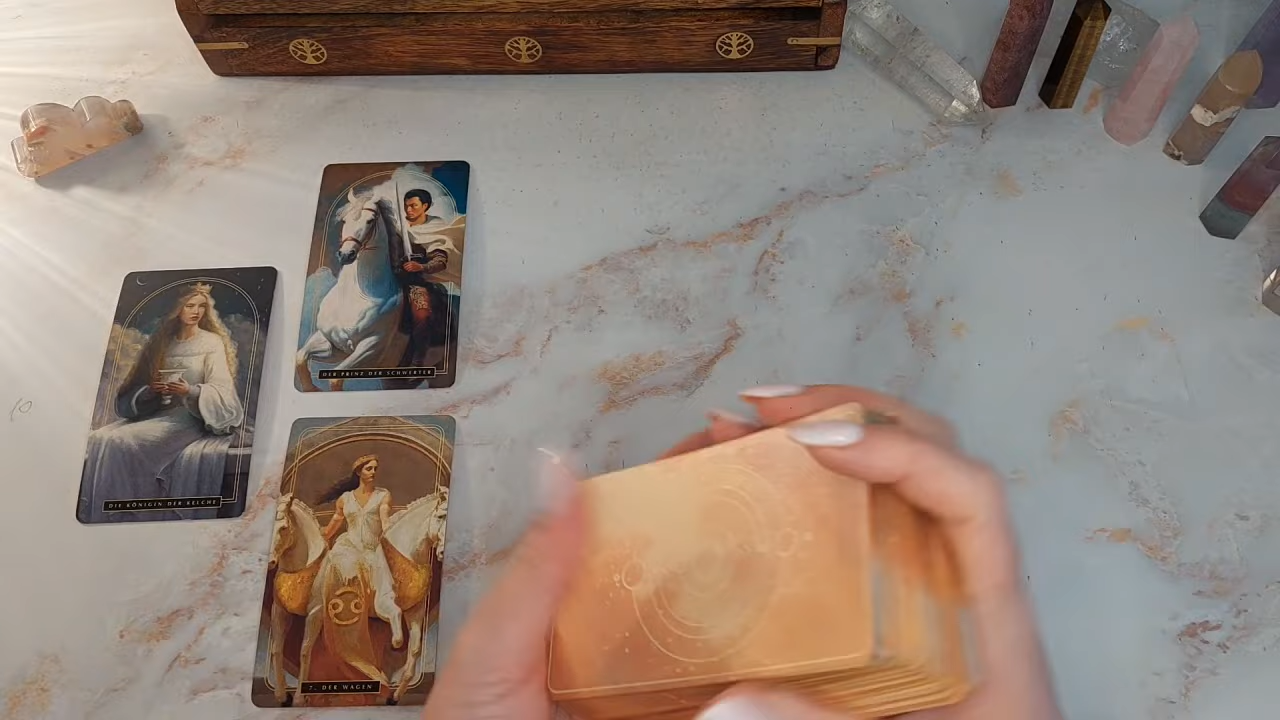 DER PRINZ DER SCHWERTER
DIE KÖNIGIN DER KELCHE
7. DER WAGEN